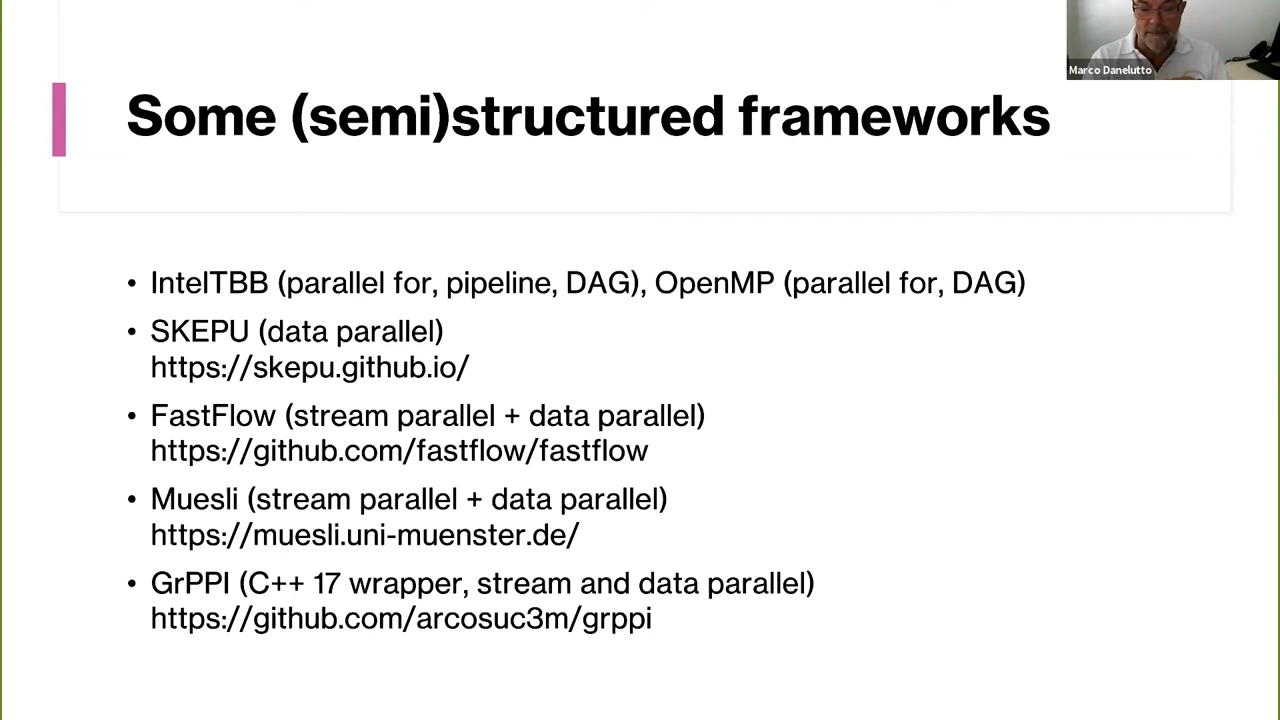 Marco Danelutto
Some (semi)structured frameworks
• IntelTBB (parallel for, pipeline, DAG), OpenMP (parallel for, DAG)
• SKEPU (data parallel)
https://skepu.github.io/
• FastFlow (stream parallel + data parallel)
https://github.com/fastflow/fastflow
• Muesli (stream parallel + data parallel)
https://muesli.uni-muenster.de/
• GrPPI (C++ 17 wrapper, stream and data parallel)
https://github.com/arcosuc3m/grppi